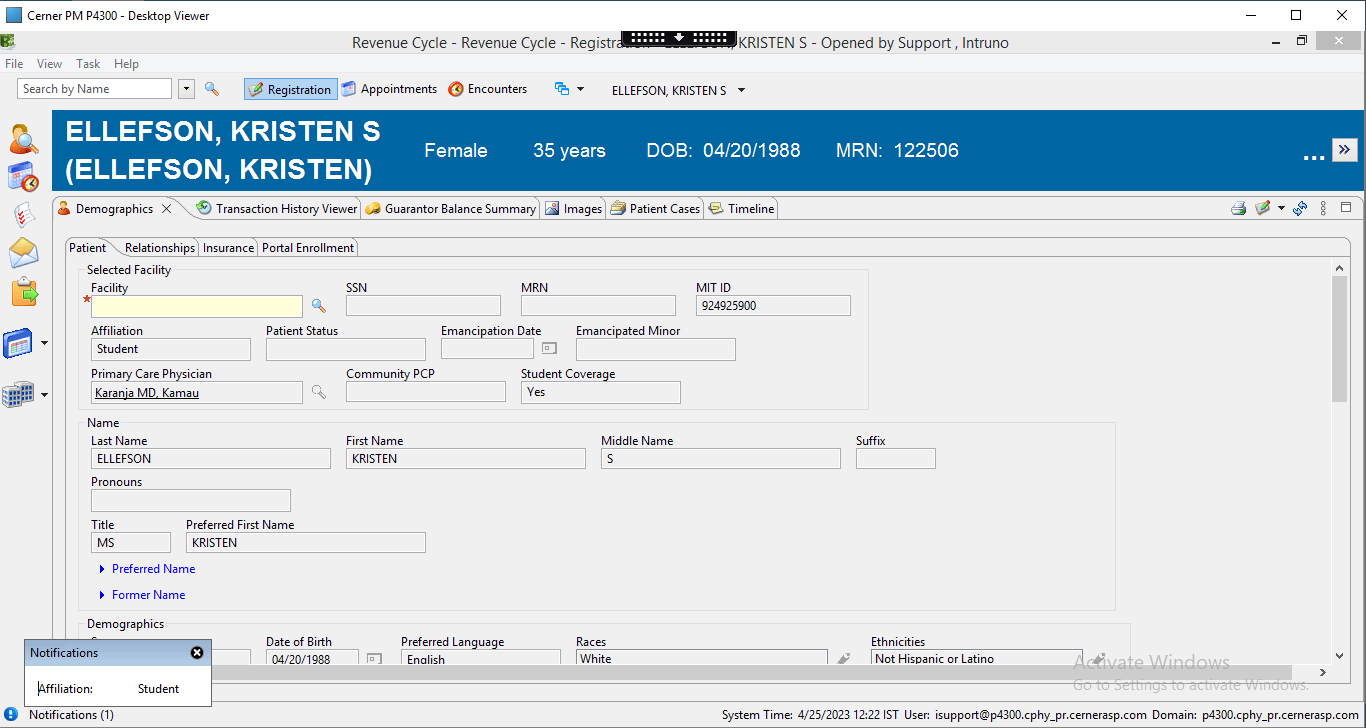 Cerner PM P4300 - Desktop Viewer
Revenue Cycle - Revenue Cycle - Registration - ELLEFSON, KRISTEN S - Opened by Support , Intruno
File View Task Help
Search by Name Registration Appointments Encounters ELLEFSON, KRISTEN S
ELLEFSON, KRISTEN S
(ELLEFSON, KRISTEN)
Female 35 years DOB: 04/20/1988 MRN: 122506 ... »
Demographics Transaction History Viewer Guarantor Balance Summary Images Patient Cases Timeline
Patient Relationships Insurance Portal Enrollment
Selected Facility
Facility SSN MRN MIT ID
* 924925900
Affiliation Patient Status Emancipation Date Emancipated Minor
Student
Primary Care Physician Community PCP Student Coverage
Karanja MD, Kamau Yes
Name
Last Name First Name Middle Name Suffix
ELLEFSON KRISTEN S
Pronouns
Title Preferred First Name
MS KRISTEN
Preferred Name
Former Name
Demographics
Date of Birth Preferred Language Races Ethnicities
04/20/1988 English White Not Hispanic or Latino
Notifications
Affiliation: Student
Activate Windows
Go to Settings to activate Windows.
Notifications (1)
System Time: 4/25/2023 12:22 IST User: isupport@p4300.cphy_pr.cernerasp.com Domain: p4300.cphy_pr.cernerasp.com